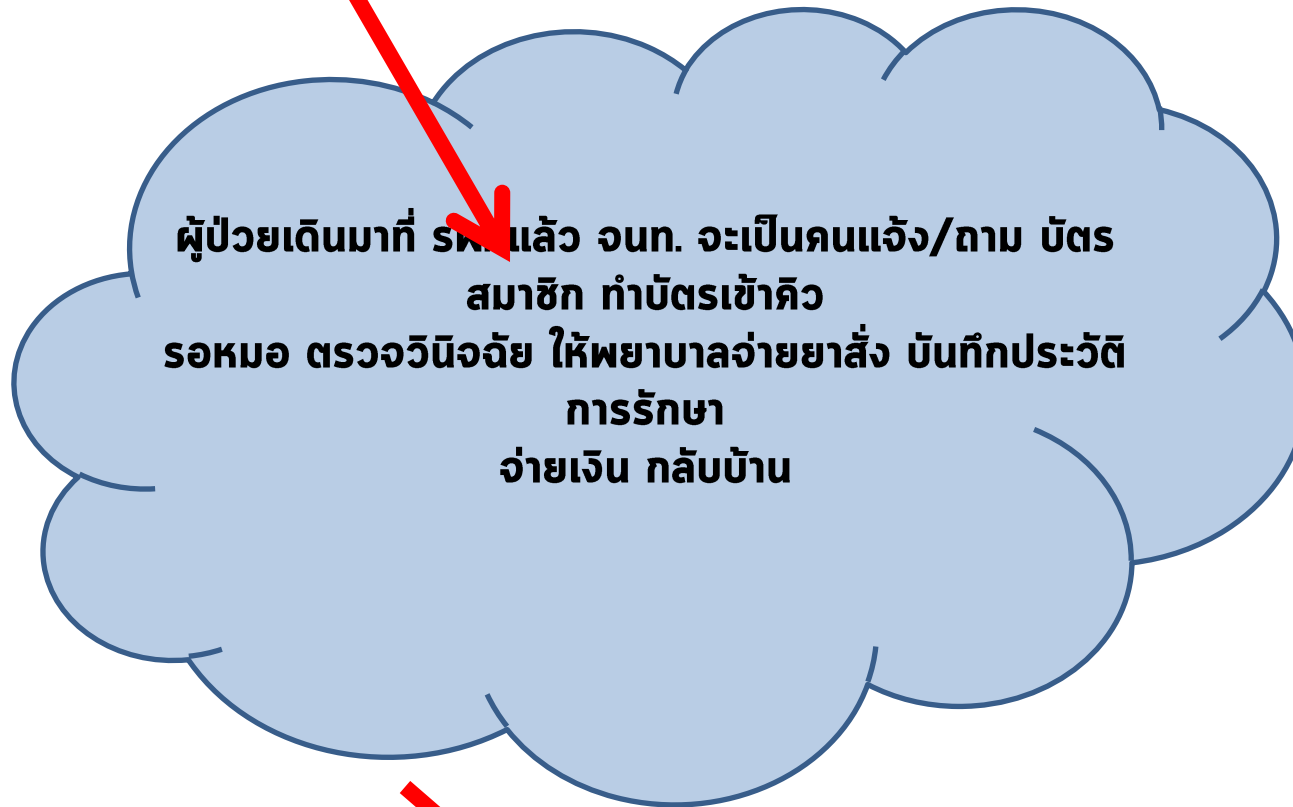 ผู้ป่วยเดินมาที่ แล้ว จนท. จะเป็นคนแจ้ง/ถาม บัตร
สมาชิก ทำบัตรเข้าคิว
รอหมอ ตรวจวินิจฉัย ให้พยาบาลจ่ายยาสั่ง บันทึกประวัติ
การรักษา
จ่ายเงิน กลับบ้าน